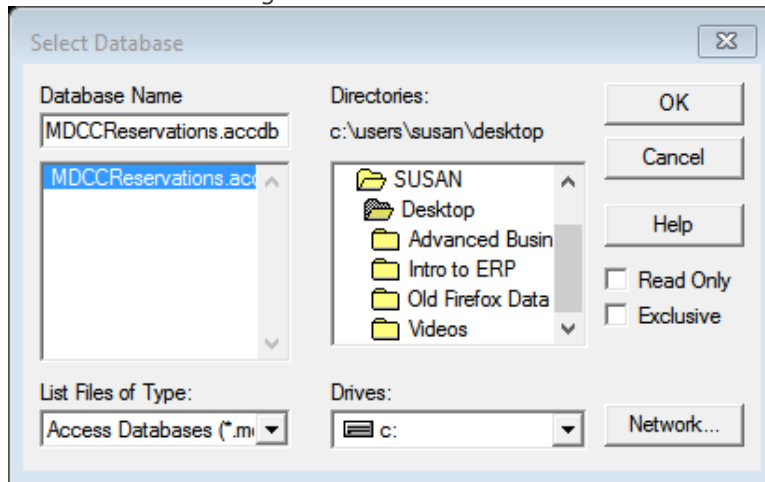 Select Database
Database Name
MDCCReservations.accdb
MDCCReservations.acc
List Files of Type:
Access Databases (*.m
Directories:
c:\users\susan\desktop
SUSAN
Desktop
Advanced Busin
Intro to ERP
Old Firefox Data
Videos
Drives:
c:
OK
Cancel
Help
Read Only
Exclusive
Network...